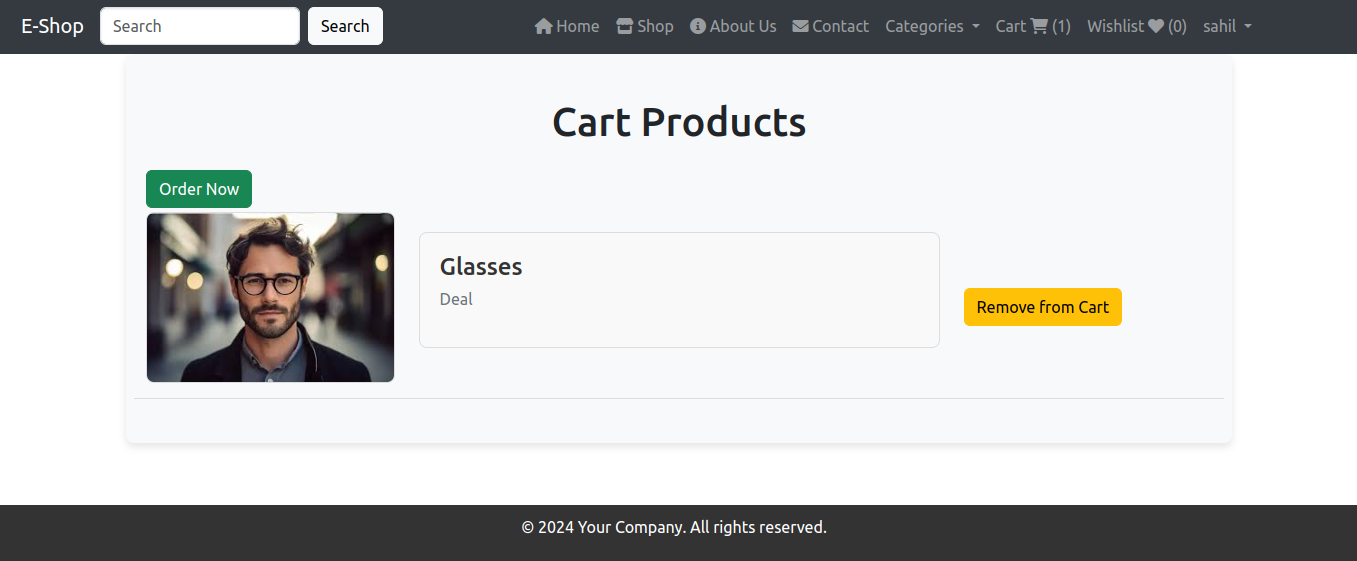 E-Shop Search Search Home Shop About Us Contact Categories Cart (1) Wishlist (0) sahil
Cart Products
Order Now
Glasses
Deal
Remove from Cart
© 2024 Your Company. All rights reserved.